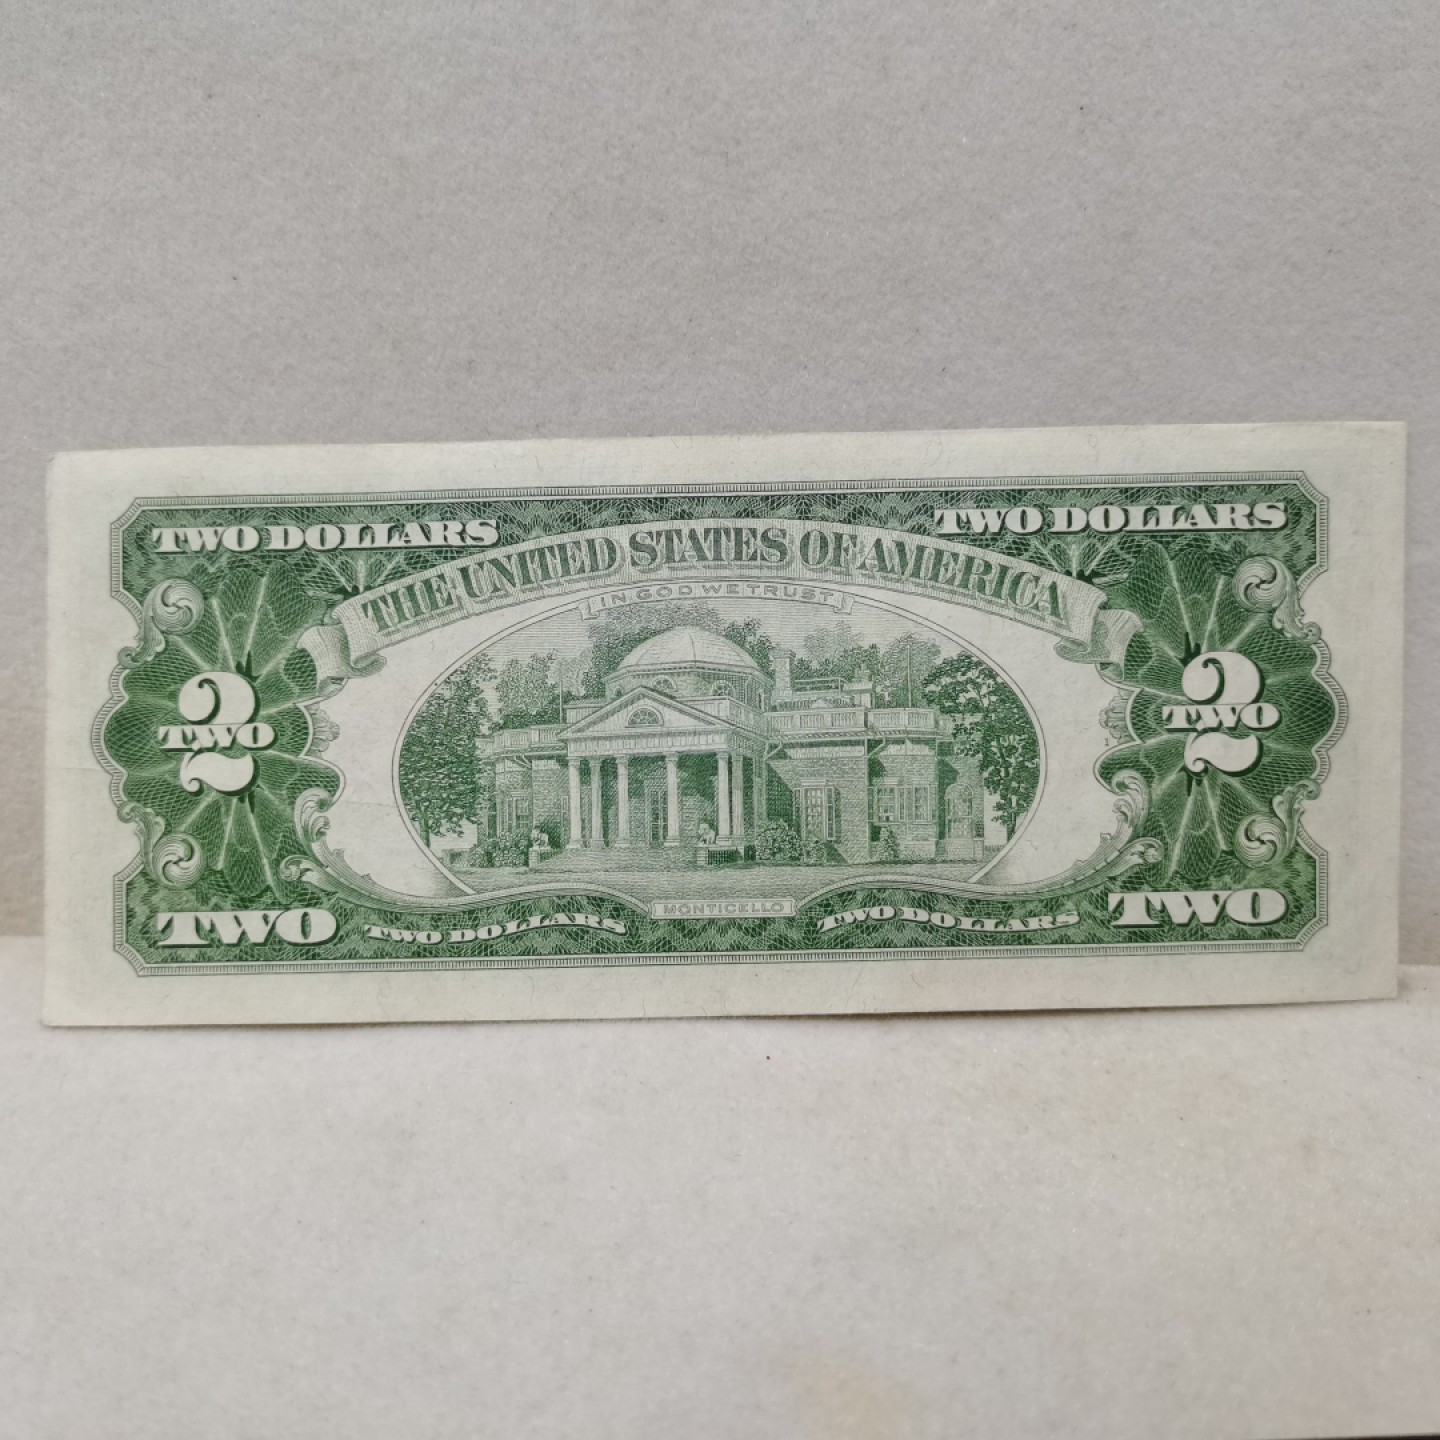 TWO DOLLARS
TWO DOLLARS
THE UNITED STATES OF AMERICA
IN GOD WE TRUST
2
TWO
2
TWO
MONTICELLO
TWO
TWO DOLLARS
TWO DOLLARS
TWO